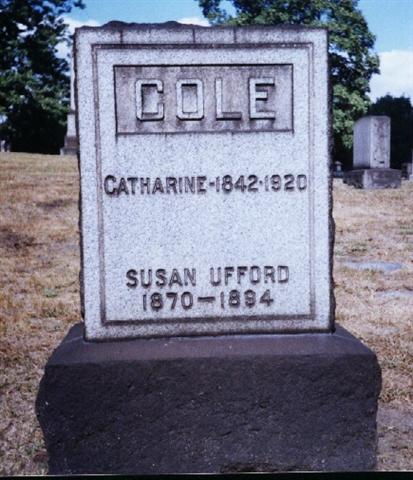 COLE
CATHARINE-1842-1920
SUSAN UFFORD
1870—1894